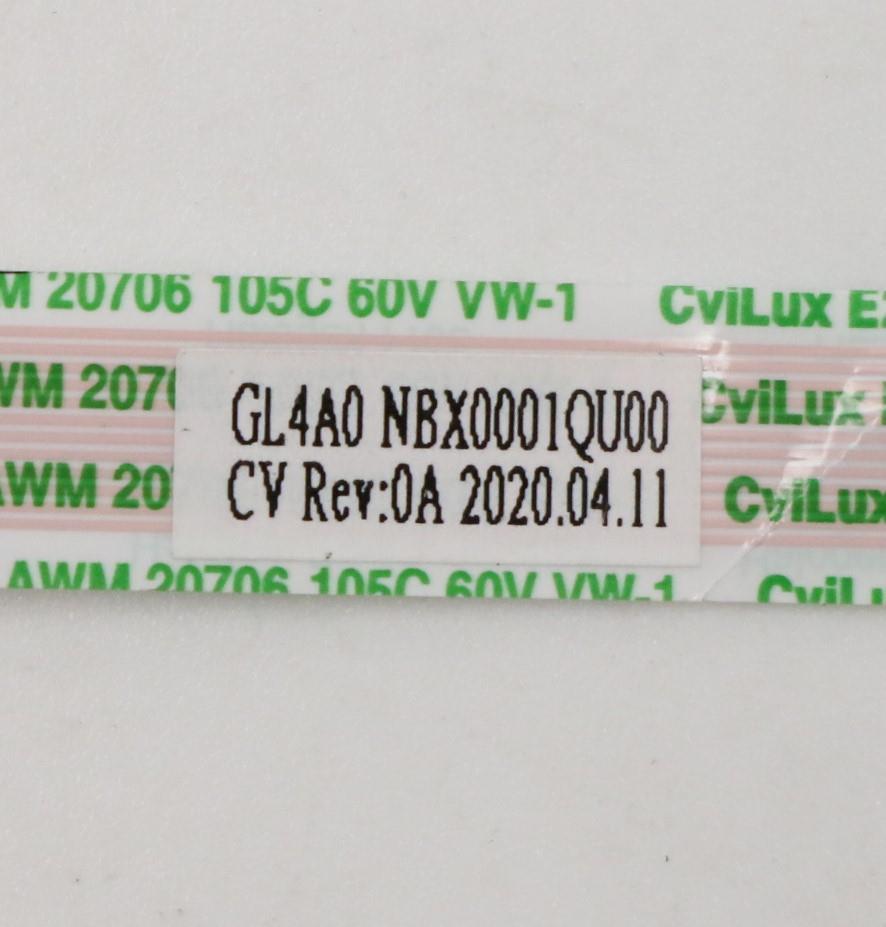 M 20706 105C 60V VW-1 CviLux E
WM 2070 CviLux
GL4A0 NBX0001QU00
AWM 20 CviLux
CV Rev:0A 2020.04.11
AWM 20706 105C 60V VW-1 CviLu